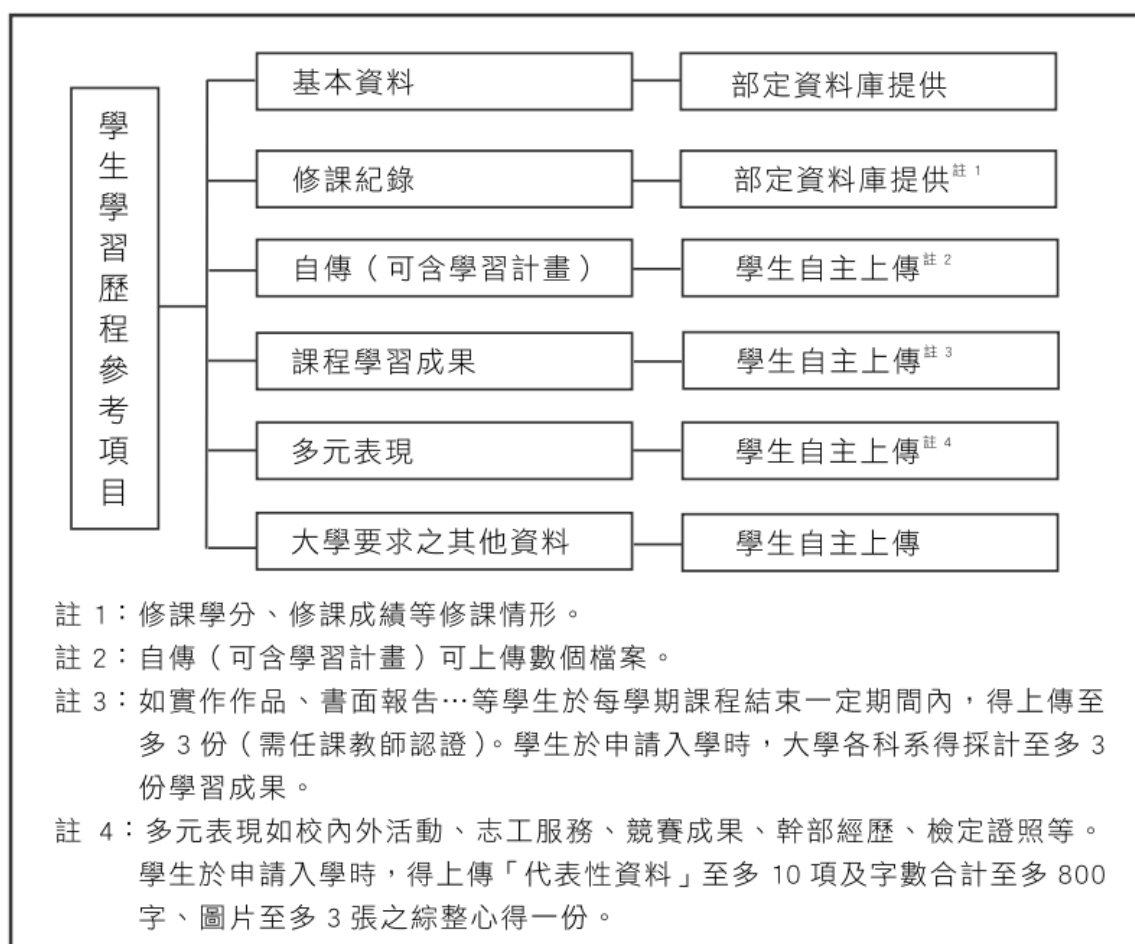 學生學習歷程參考項目
基本資料
部定資料庫提供
修課紀錄
部定資料庫提供註 1
自傳（可含學習計畫）
學生自主上傳註 2
課程學習成果
學生自主上傳註 3
多元表現
學生自主上傳註 4
大學要求之其他資料
學生自主上傳
註 1：修課學分、修課成績等修課情形。
註 2：自傳（可含學習計畫）可上傳數個檔案。
註 3：如實作作品、書面報告…等學生於每學期課程結束一定期間內，得上傳至
多 3 份（需任課教師認證）。學生於申請入學時，大學各科系得採計至多 3
份學習成果。
註 4：多元表現如校內外活動、志工服務、競賽成果、幹部經歷、檢定證照等。
學生於申請入學時，得上傳「代表性資料」至多 10 項及字數合計至多 800
字、圖片至多 3 張之綜整心得一份。